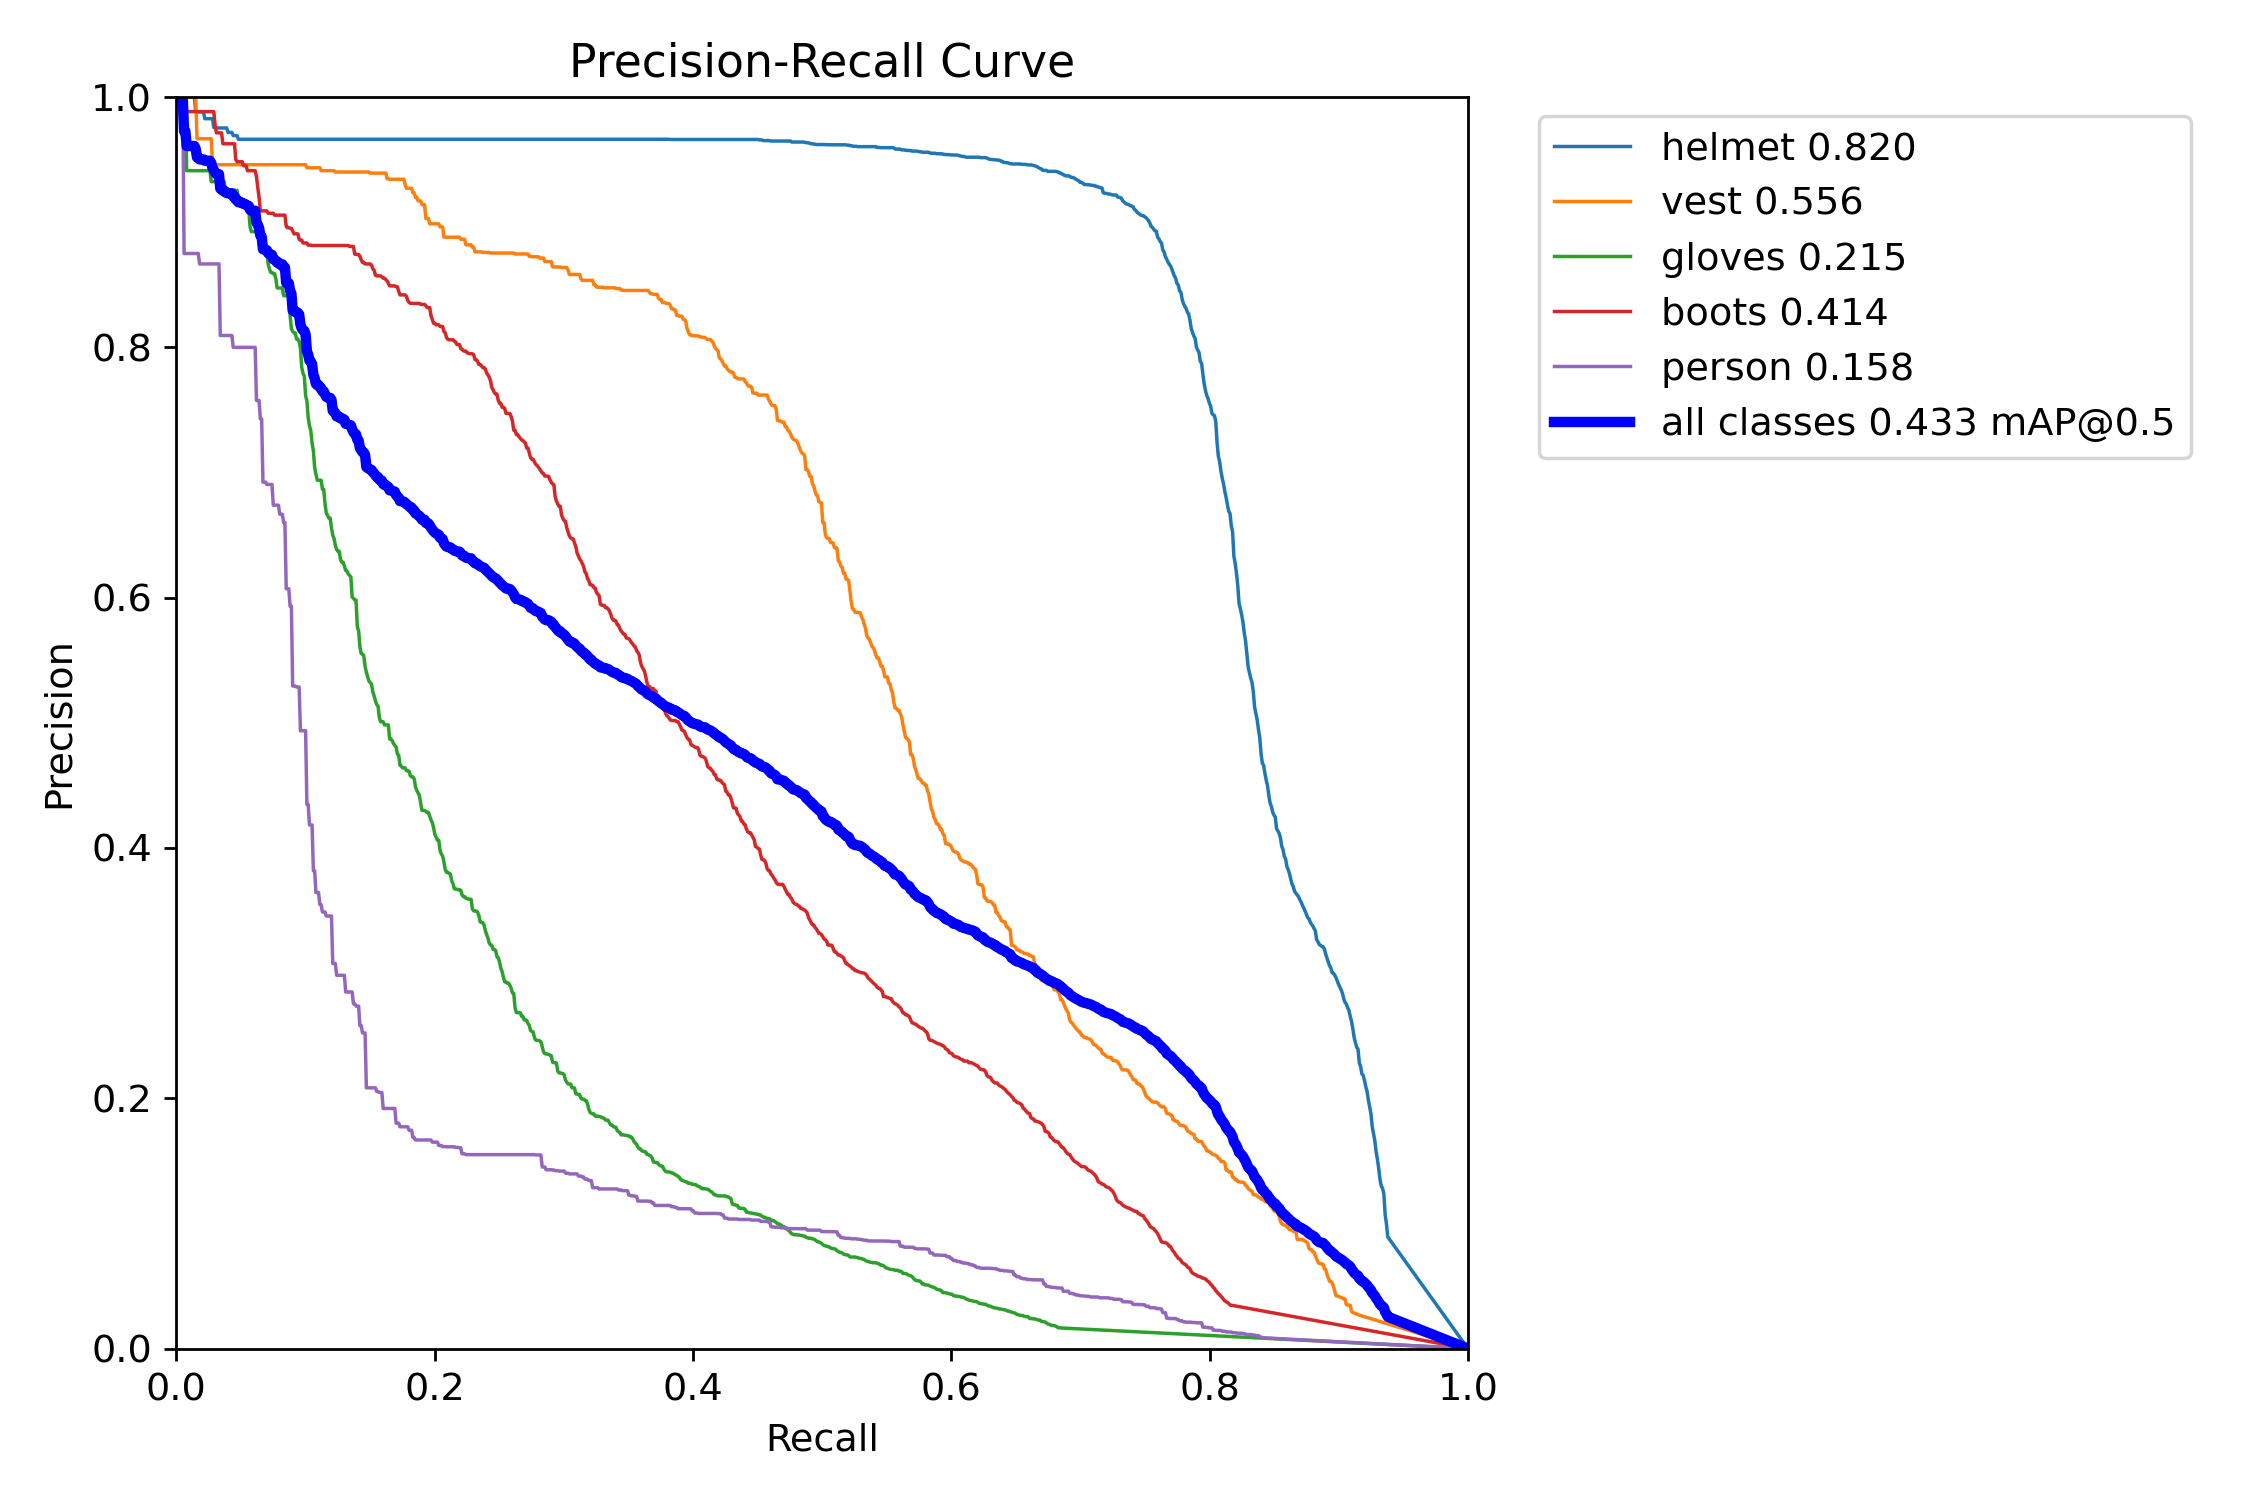 Precision-Recall Curve
1.0
0.8
0.6
0.4
0.2
0.0
Precision
0.0 0.2 0.4 0.6 0.8 1.0
Recall
helmet 0.820
vest 0.556
gloves 0.215
boots 0.414
person 0.158
all classes 0.433 mAP@0.5